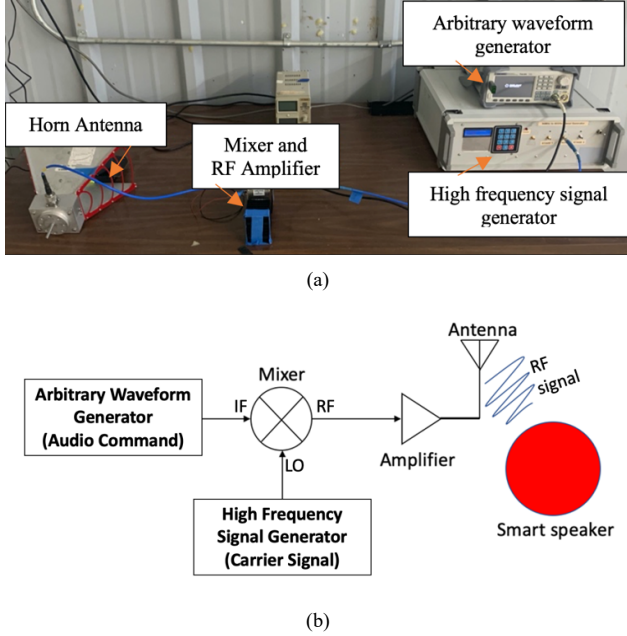 Arbitrary waveform
generator
Horn Antenna
Mixer and
RF Amplifier
High frequency signal
generator
(a)
Antenna
Mixer
RF
signal
Arbitrary Waveform
Generator
(Audio Command)
IF
RF
LO
Amplifier
High Frequency
Signal Generator
(Carrier Signal)
Smart speaker
(b)